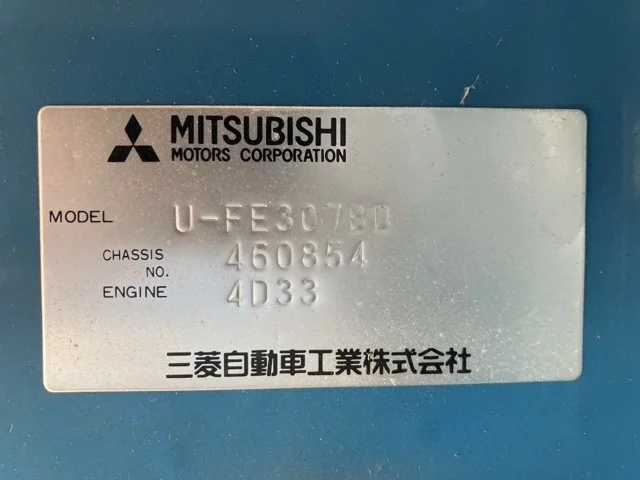 MITSUBISHI
MOTORS CORPORATION
MODEL U-FE307BD
CHASSIS NO. 460854
ENGINE 4D33
三菱自動車工業株式会社